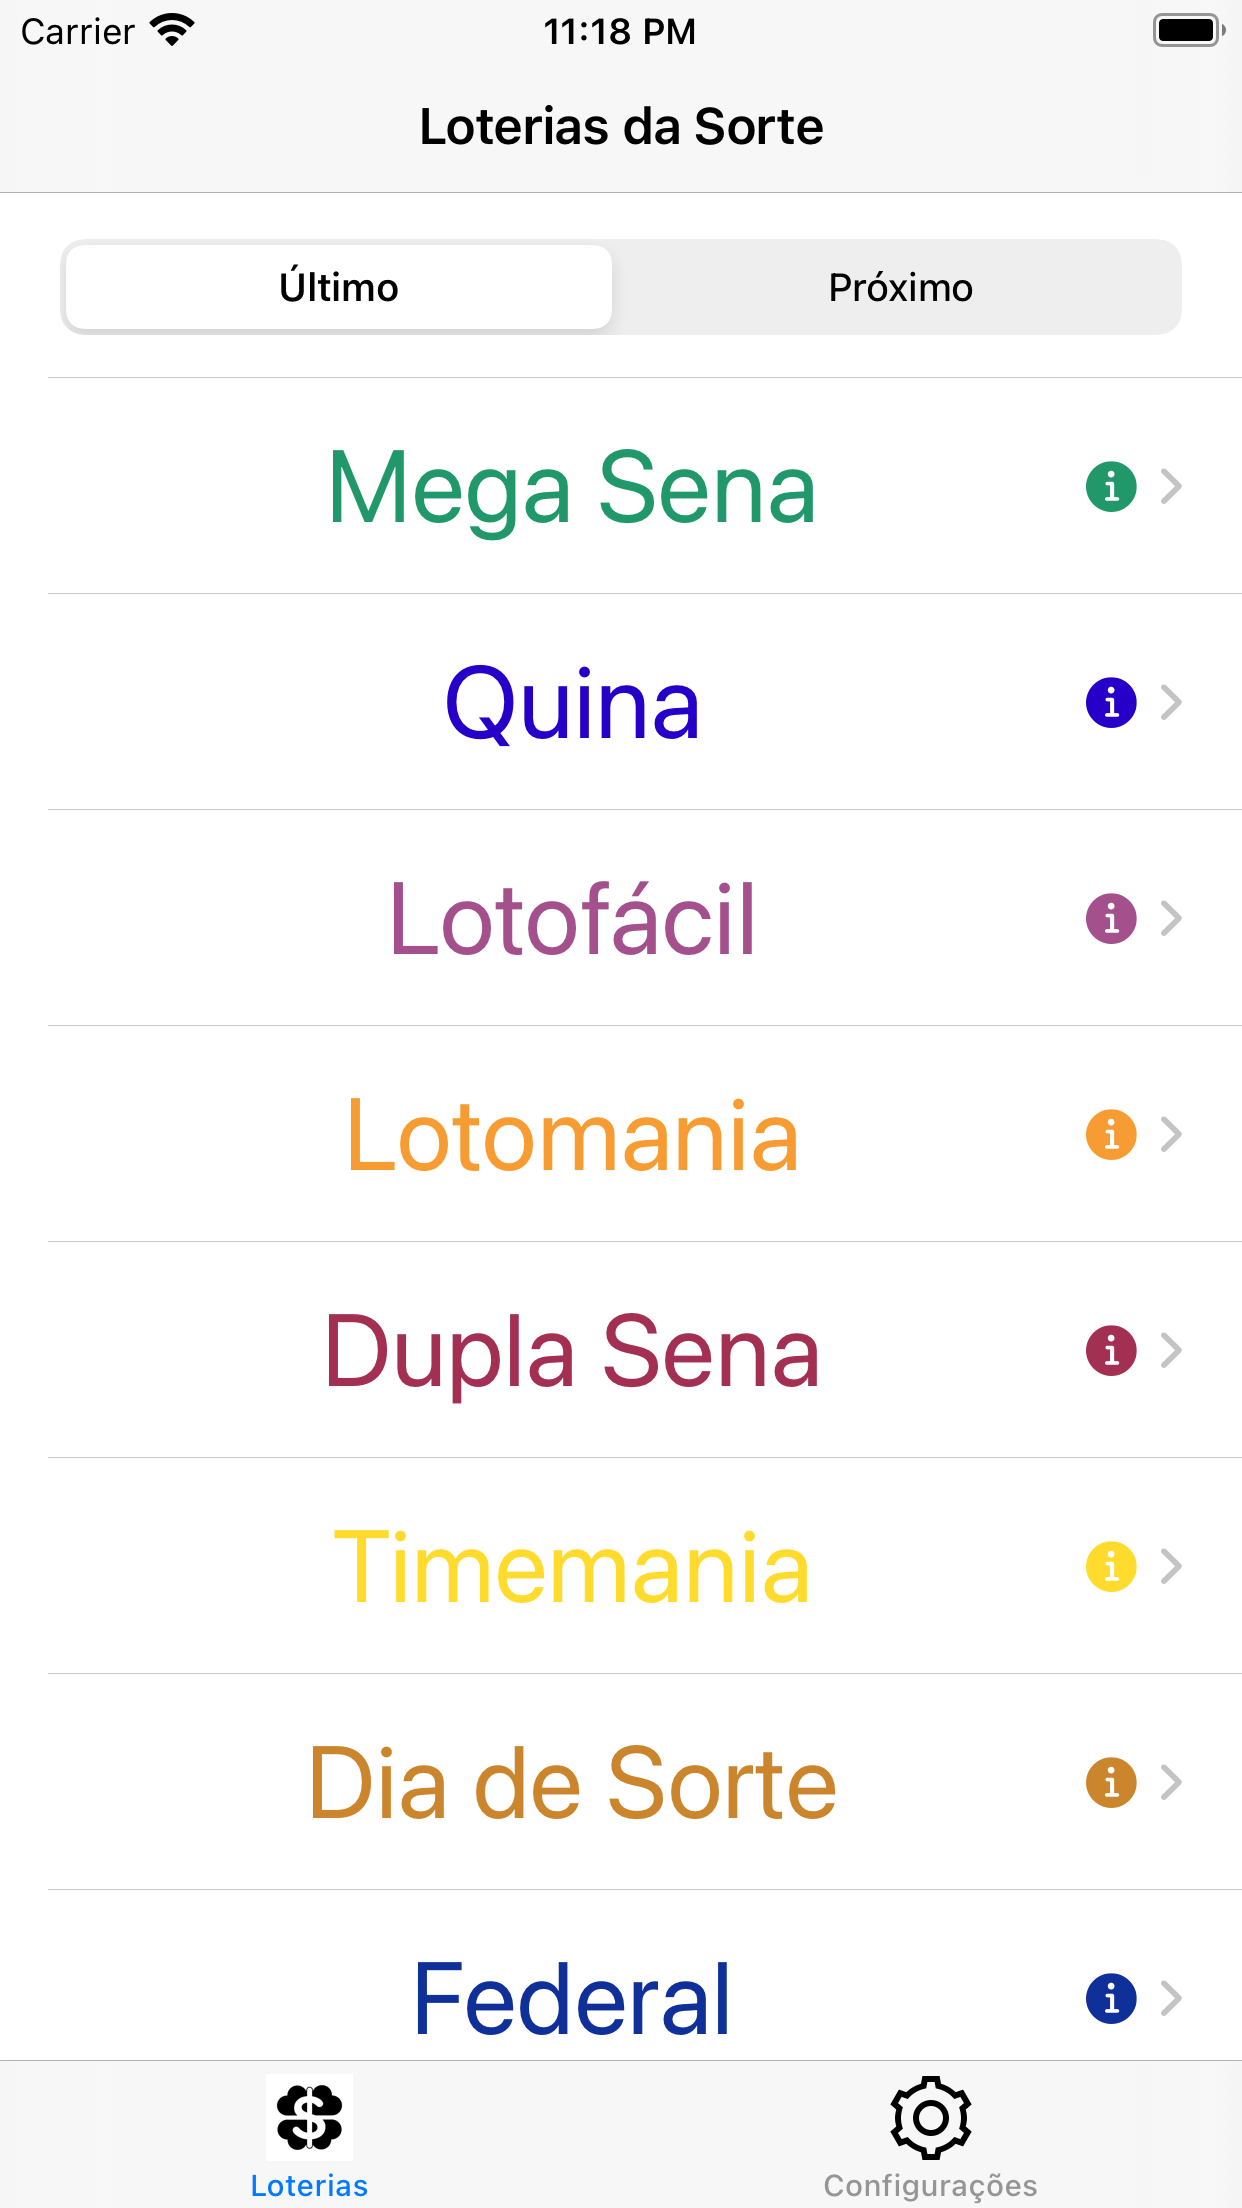 Carrier 11:18 PM
Loterias da Sorte
Último Próximo
Mega Sena
Quina
Lotofácil
Lotomania
Dupla Sena
Timemania
Dia de Sorte
Federal
Loterias Configurações